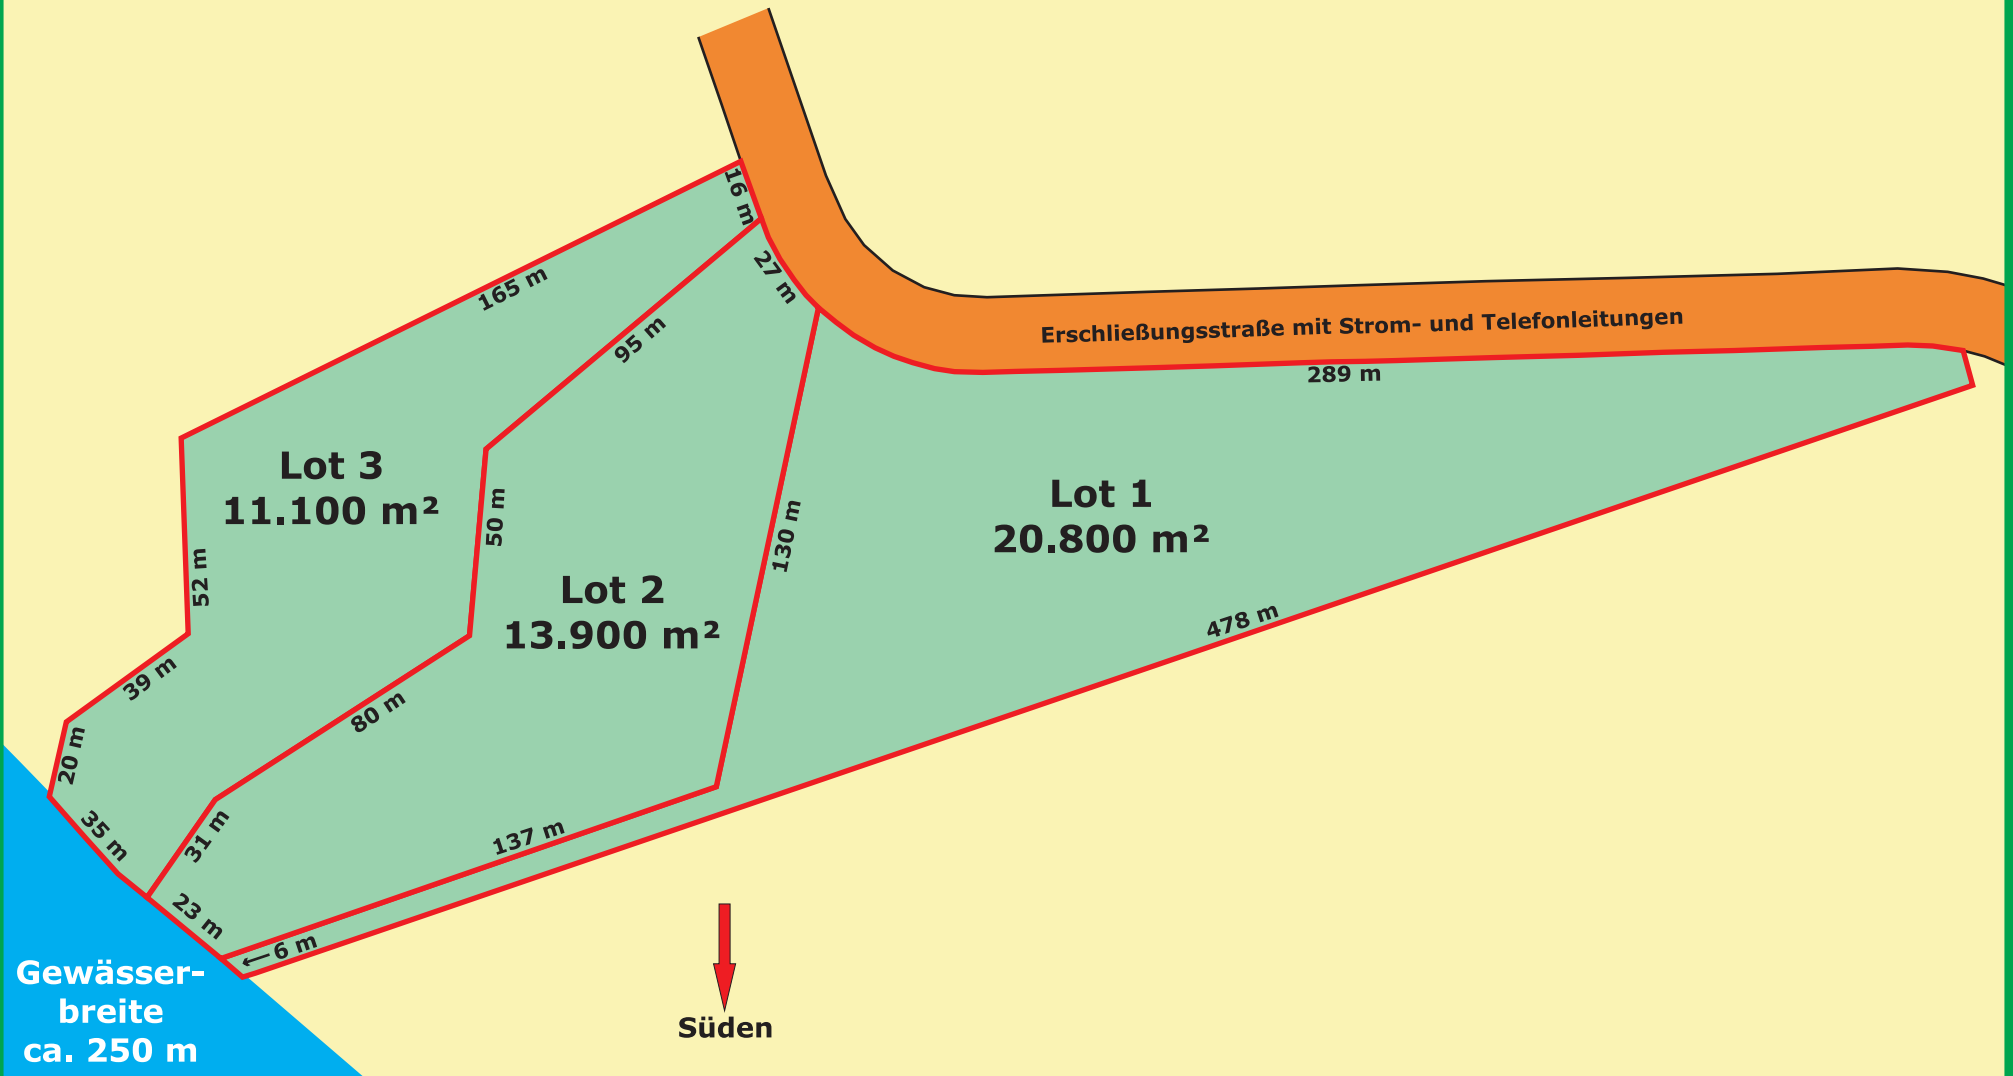 16 m
165 m
27 m
95 m
Erschließungsstraße mit Strom- und Telefonleitungen
289 m
Lot 3
11.100 m²
50 m
52 m
130 m
Lot 1
20.800 m²
Lot 2
13.900 m²
478 m
39 m
80 m
20 m
35 m
31 m
137 m
23 m
←6 m
Gewässer-
breite
ca. 250 m
Süden